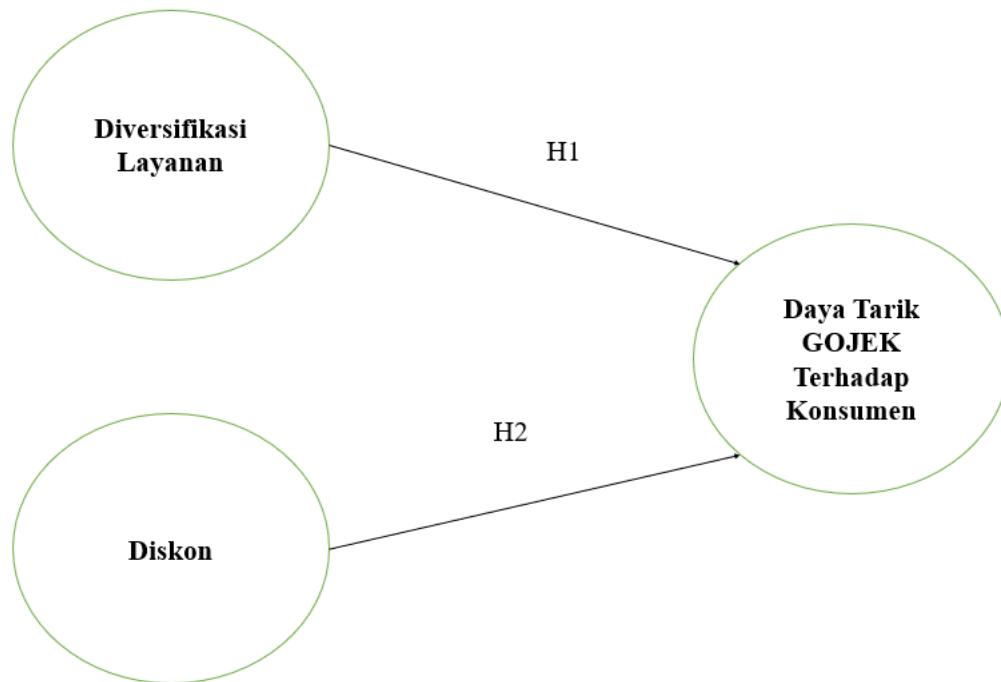 Diversifikasi
Layanan
H1
Daya Tarik
GOJEK
Terhadap
Konsumen
H2
Diskon